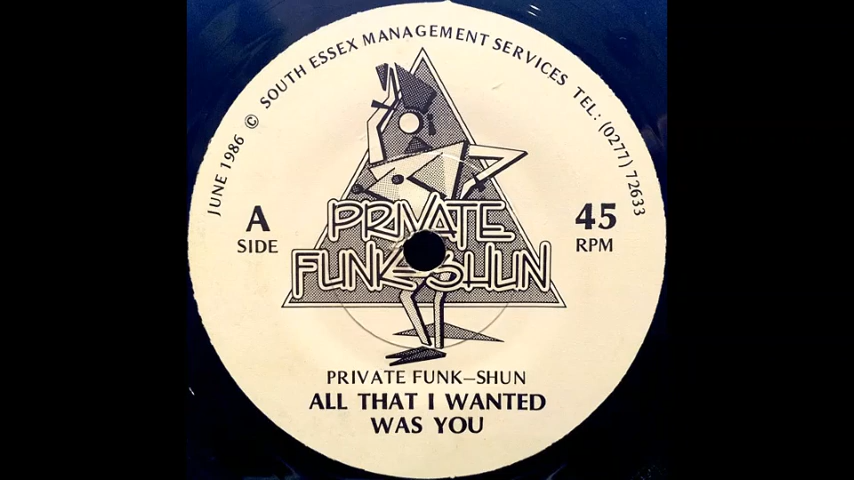 JUNE 1986 © SOUTH ESSEX MANAGEMENT SERVICES TEL: (0277) 72633
A
SIDE
45
RPM
PRIVATE
FUNK-SHUN
PRIVATE FUNK–SHUN
ALL THAT I WANTED
WAS YOU